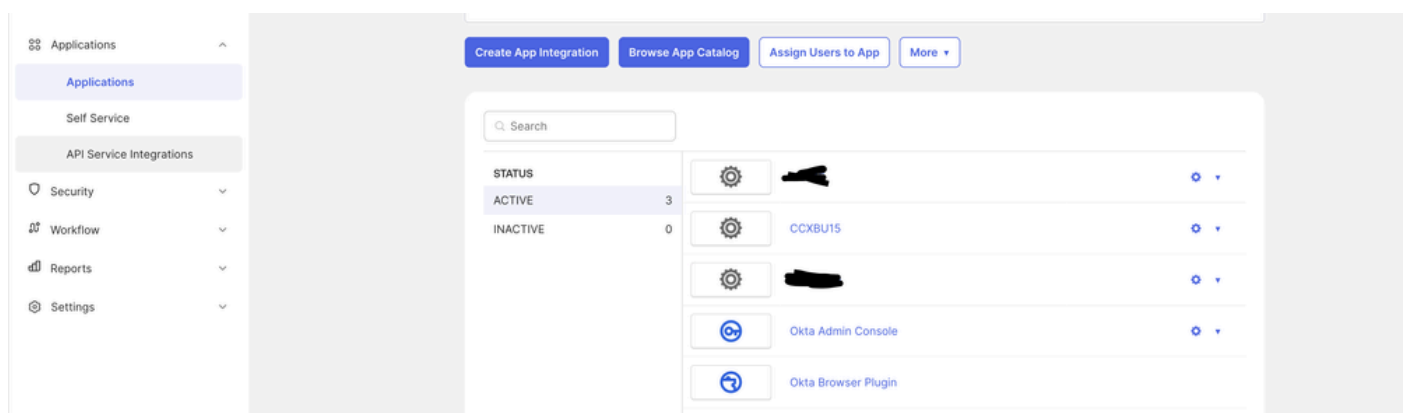 Applications
Applications
Self Service
API Service Integrations
Security
Workflow
Reports
Settings
Create App Integration
Browse App Catalog
Assign Users to App
More
Search
STATUS
ACTIVE 3
INACTIVE 0
CCXBU15
Okta Admin Console
Okta Browser Plugin